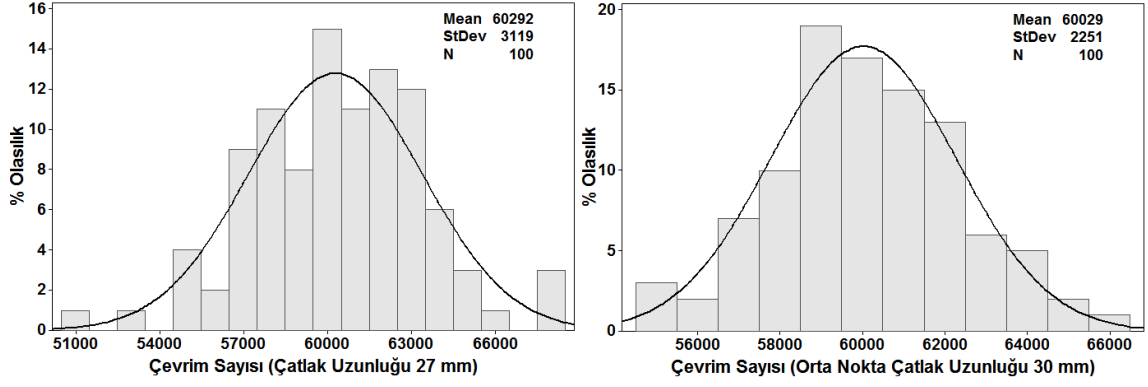 Mean 60292
StDev 3119
N 100
16
14
12
10
8
6
4
2
0
% Olasılık
51000 54000 57000 60000 63000 66000
Çevrim Sayısı (Çatlak Uzunluğu 27 mm)
Mean 60029
StDev 2251
N 100
20
15
10
5
0
% Olasılık
56000 58000 60000 62000 64000 66000
Çevrim Sayısı (Orta Nokta Çatlak Uzunluğu 30 mm)